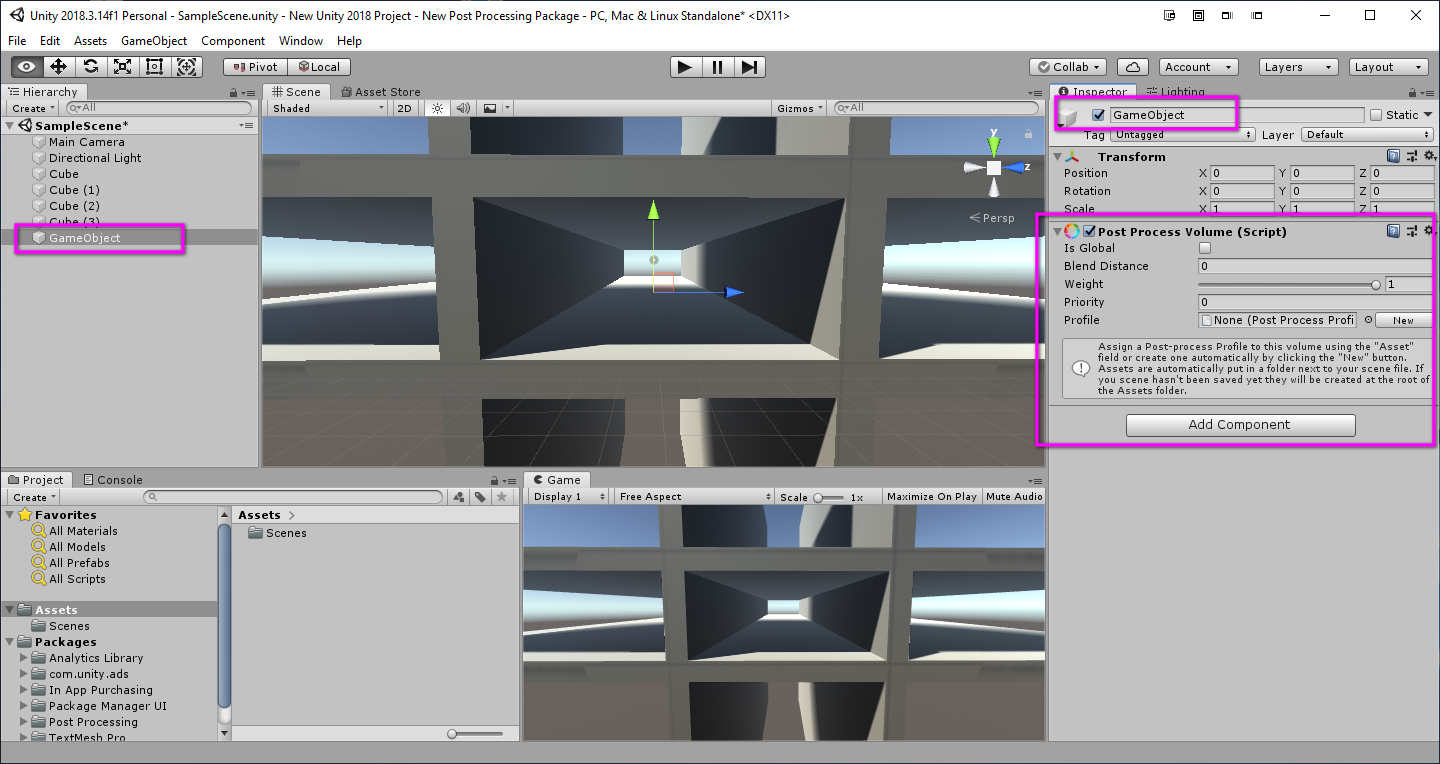 Unity 2018.3.14f1 Personal - SampleScene.unity - New Unity 2018 Project - New Post Processing Package - PC, Mac & Linux Standalone* <DX11>
File Edit Assets GameObject Component Window Help
Pivot Local Collab Account Layers Layout
Hierarchy
Create All
SampleScene*
Main Camera
Directional Light
Cube
Cube (1)
Cube (2)
Cube (3)
GameObject
Scene Asset Store
Shaded 2D Gizmos All
y
z
Persp
Inspector Lighting
GameObject Static
Tag Untagged Layer Default
Transform
Position X 0 Y 0 Z 0
Rotation X 0 Y 0 Z 0
Scale X 1 Y 1 Z 1
Post Process Volume (Script)
Is Global
Blend Distance 0
Weight 1
Priority 0
Profile None (Post Process Profi New
Assign a Post-process Profile to this volume using the "Asset"
field or create one automatically by clicking the "New" button.
Assets are automatically put in a folder next to your scene file. If
you scene hasn't been saved yet they will be created at the root of
the Assets folder.
Add Component
Project Console
Create
Favorites
All Materials
All Models
All Prefabs
All Scripts
Assets
Scenes
Packages
Analytics Library
com.unity.ads
In App Purchasing
Package Manager UI
Post Processing
TextMesh Pro
Assets
Scenes
Game
Display 1 Free Aspect Scale 1x Maximize On Play Mute Audio